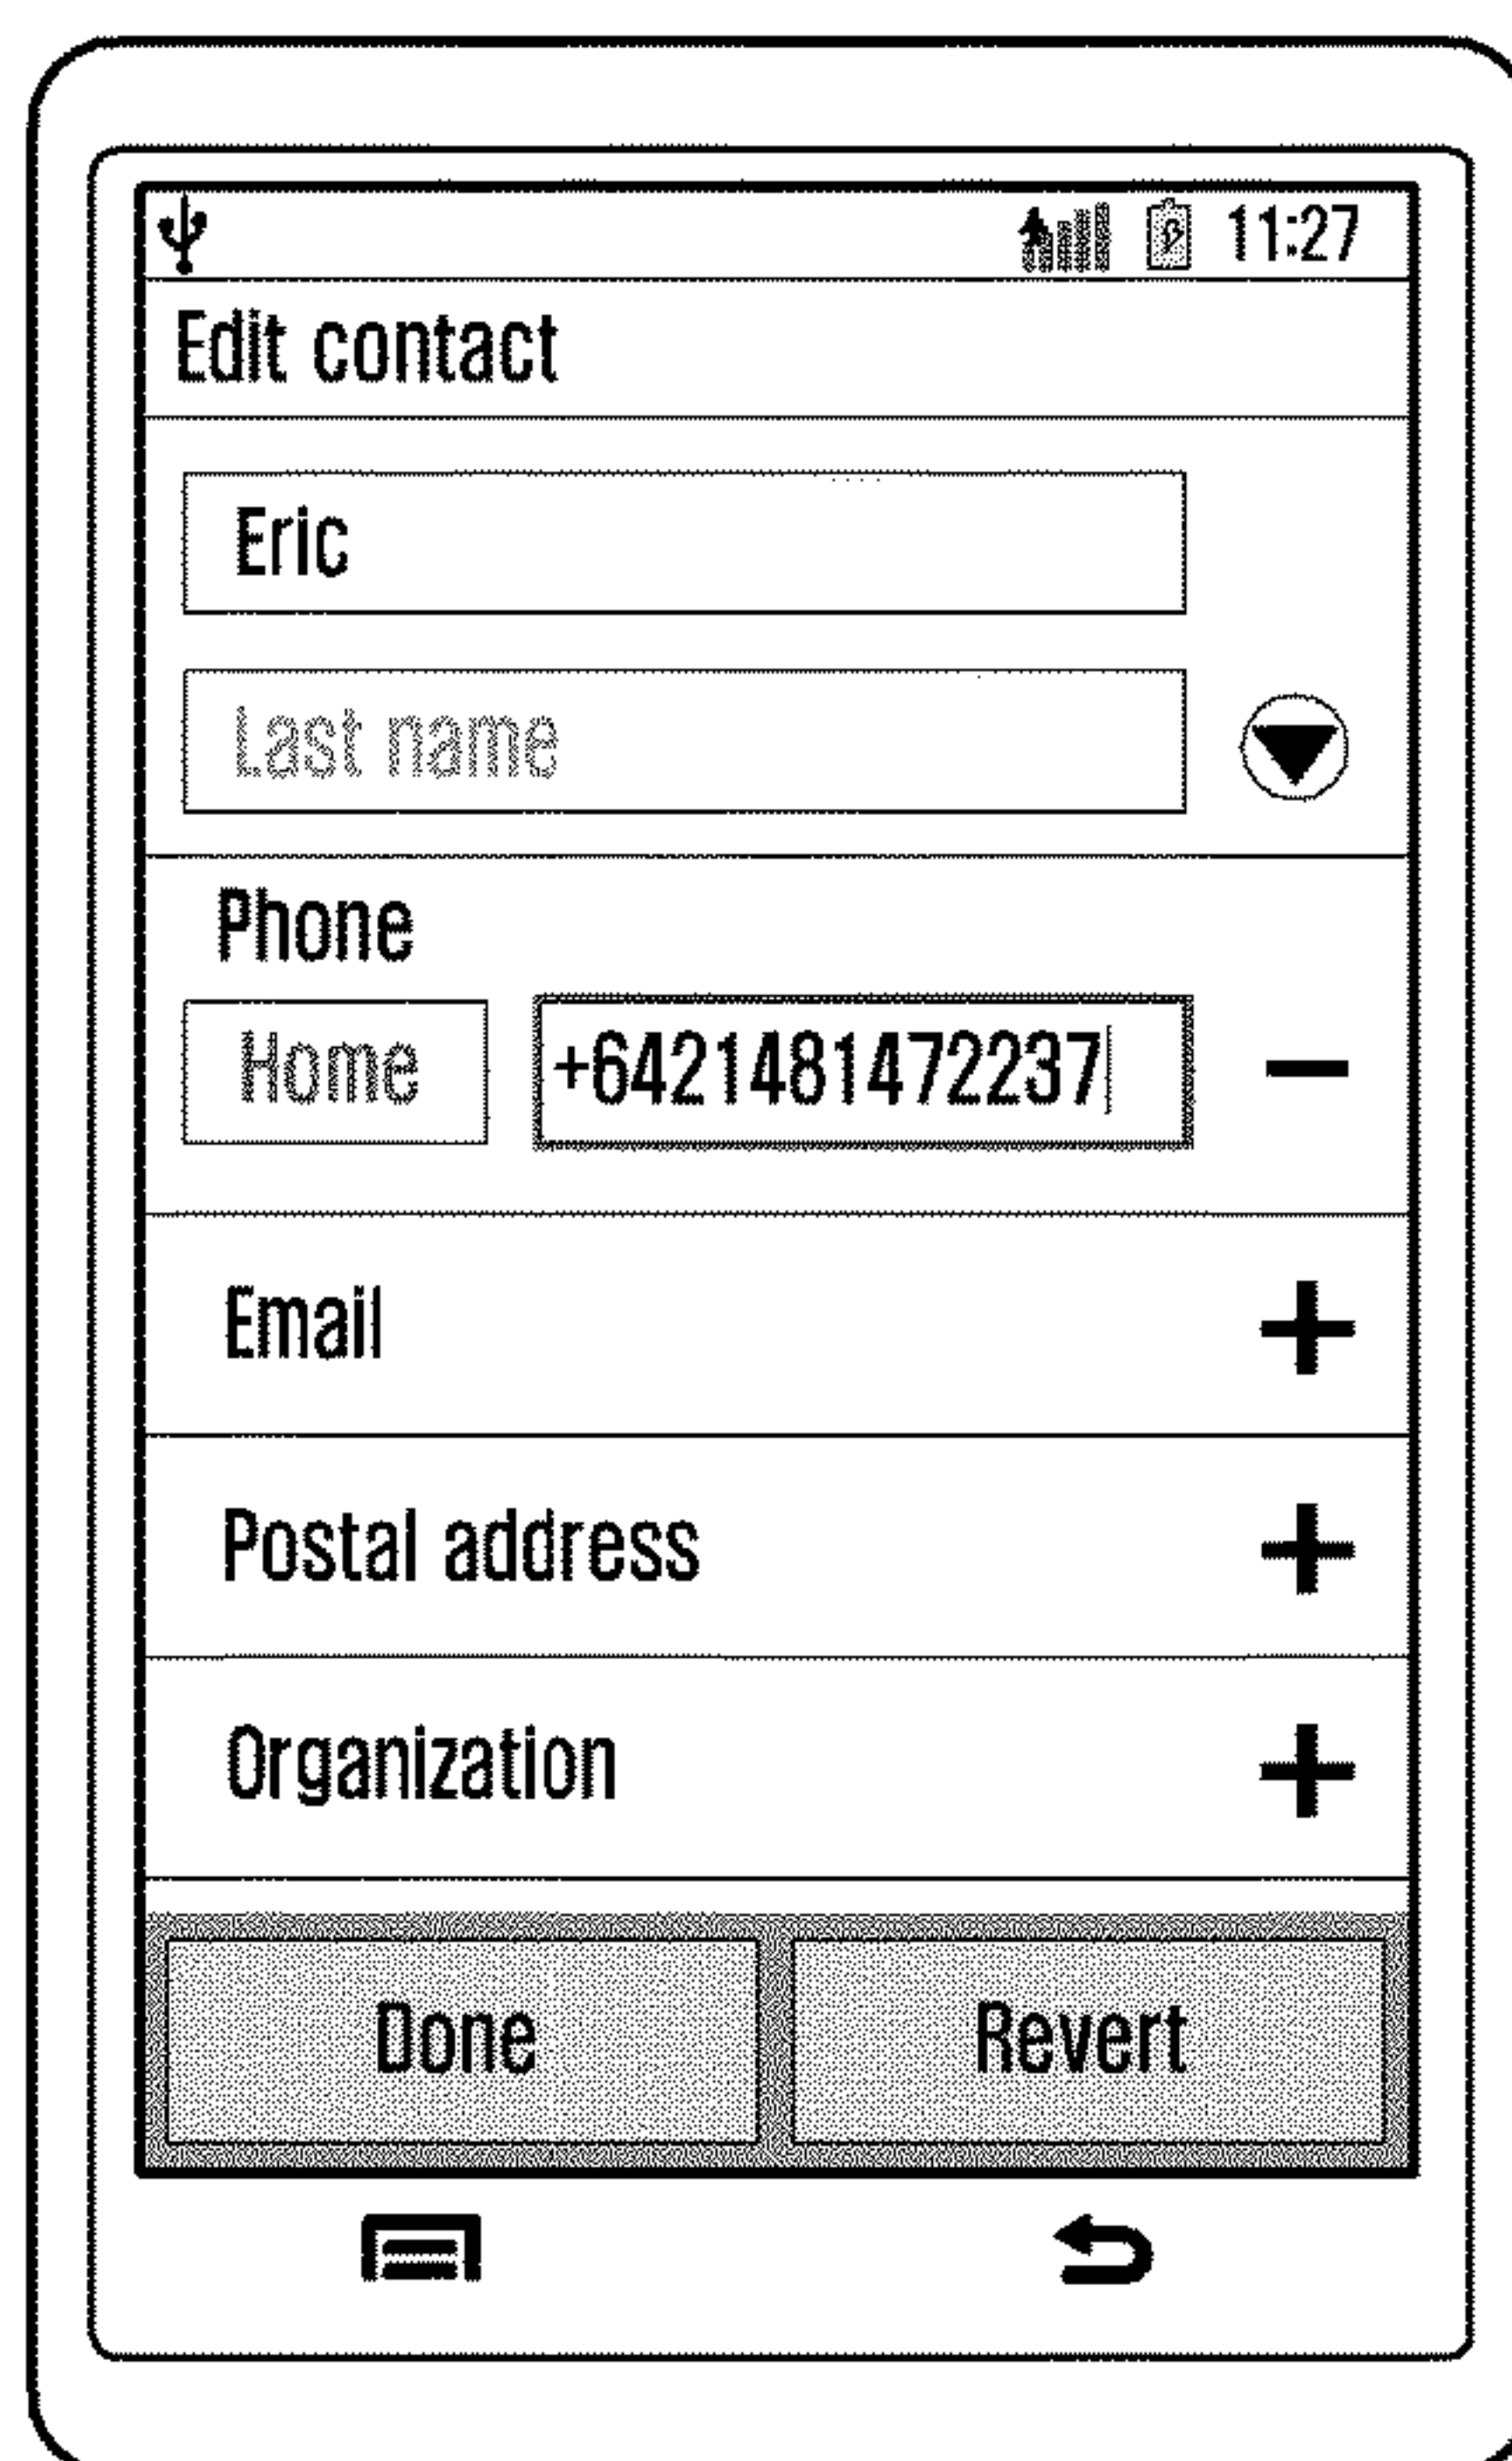 11:27
Edit contact
Eric
Last name
Phone
Home +6421481472237
Email
Postal address
Organization
Done Revert